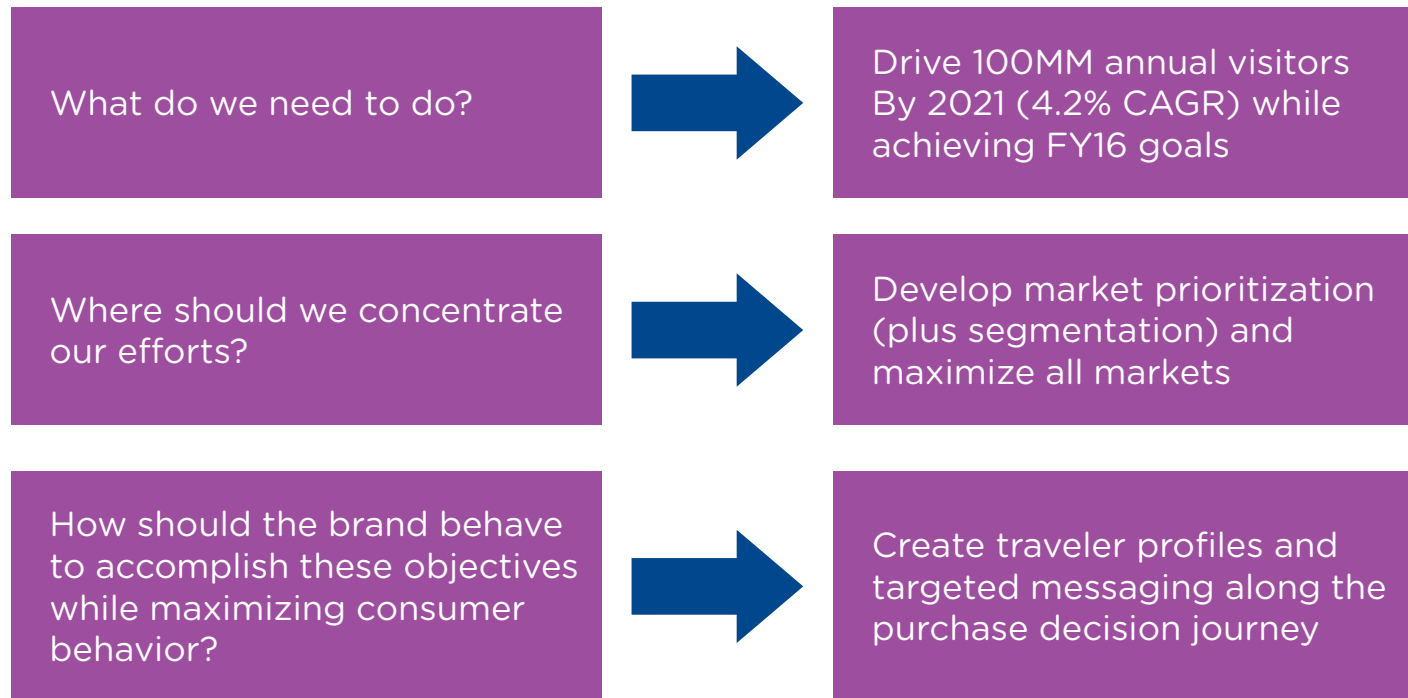 What do we need to do?
Drive 100MM annual visitors
By 2021 (4.2% CAGR) while
achieving FY16 goals
Where should we concentrate
our efforts?
Develop market prioritization
(plus segmentation) and
maximize all markets
How should the brand behave
to accomplish these objectives
while maximizing consumer
behavior?
Create traveler profiles and
targeted messaging along the
purchase decision journey